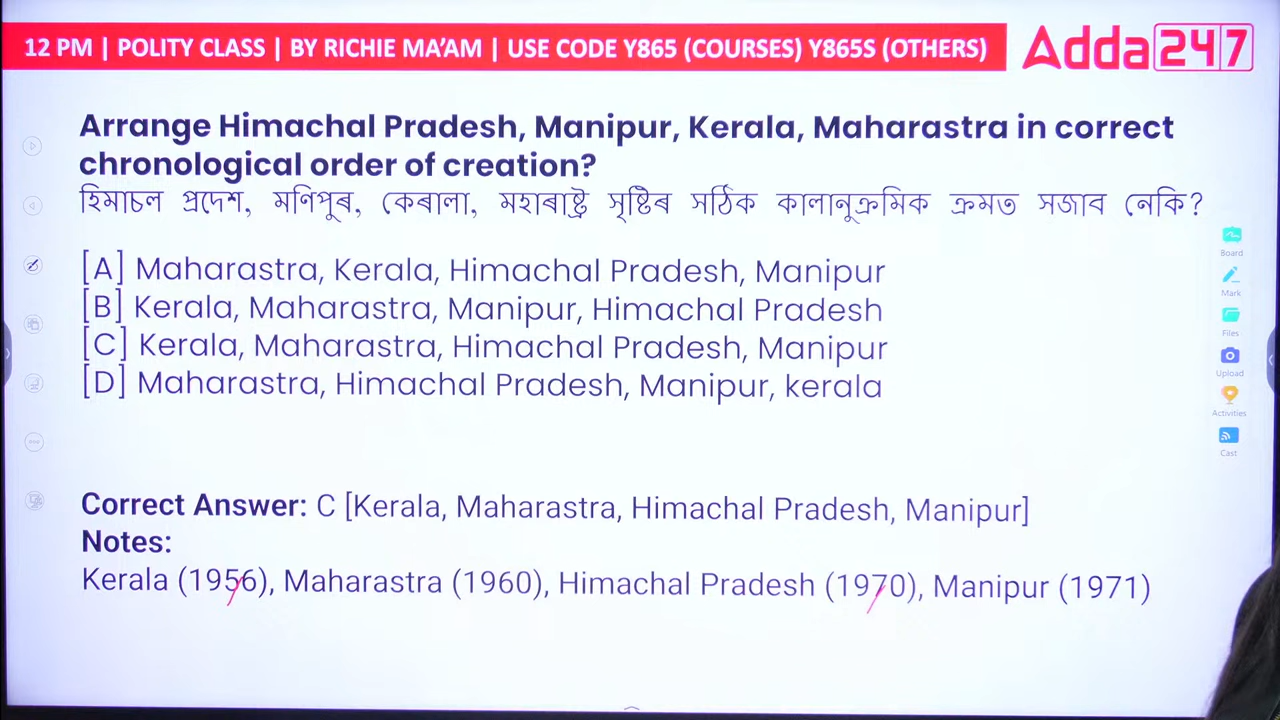 12 PM | POLITY CLASS | BY RICHIE MA'AM | USE CODE Y865 (COURSES) Y865S (OTHERS)
Adda247
Arrange Himachal Pradesh, Manipur, Kerala, Maharastra in correct
chronological order of creation?
হিমাচল প্ৰদেশ, মণিপুৰ, কেৰালা, মহাৰাষ্ট্ৰ সৃষ্টিৰ সঠিক কালানুক্ৰমিক ক্ৰমত সজাব নেকি?
[A] Maharastra, Kerala, Himachal Pradesh, Manipur
[B] Kerala, Maharastra, Manipur, Himachal Pradesh
[C] Kerala, Maharastra, Himachal Pradesh, Manipur
[D] Maharastra, Himachal Pradesh, Manipur, kerala
Correct Answer: C [Kerala, Maharastra, Himachal Pradesh, Manipur]
Notes:
Kerala (1956), Maharastra (1960), Himachal Pradesh (1970), Manipur (1971)
Board
Mark
Files
Upload
Activities
Cast